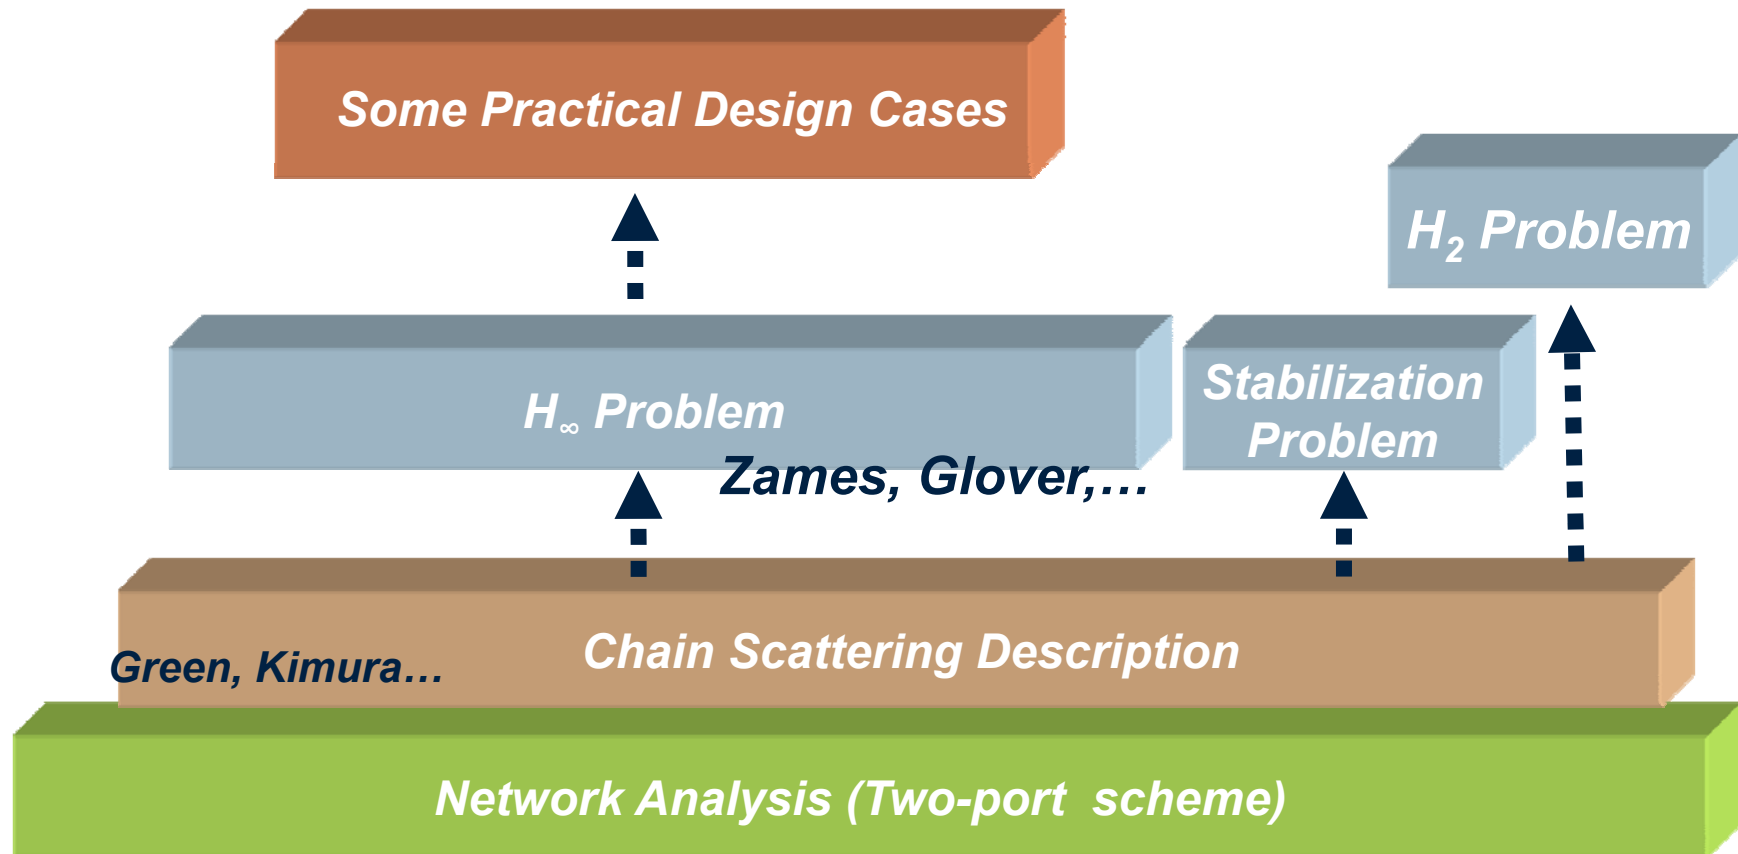 Some Practical Design Cases
H₂ Problem
H∞ Problem
Stabilization
Problem
Zames, Glover,…
Chain Scattering Description
Green, Kimura…
Network Analysis (Two-port  scheme)